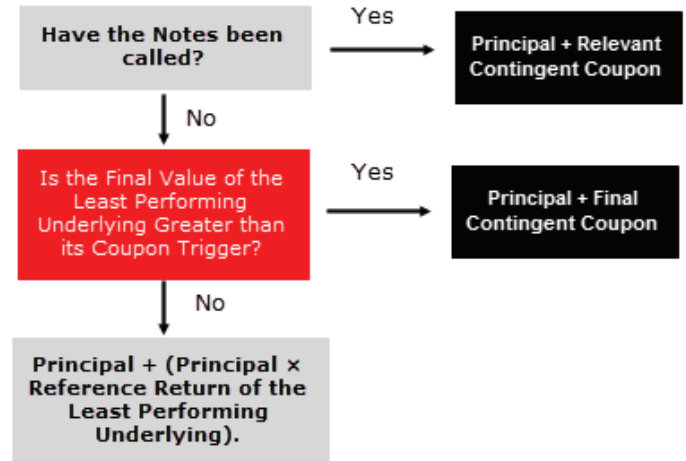 Have the Notes been
called?
Yes
Principal + Relevant
Contingent Coupon
No
Is the Final Value of the
Least Performing
Underlying Greater than
its Coupon Trigger?
Yes
Principal + Final
Contingent Coupon
No
Principal + (Principal ×
Reference Return of the
Least Performing
Underlying).